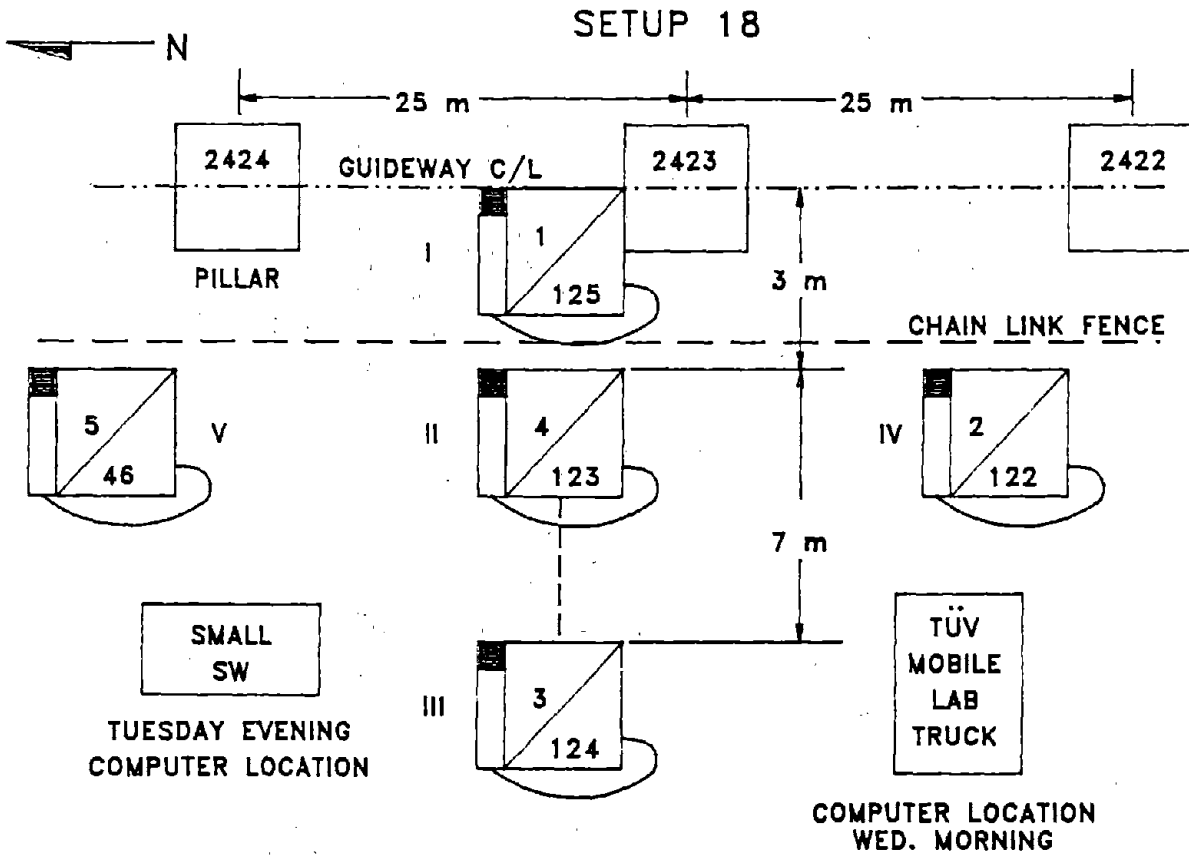 SETUP 18
N
25 m
25 m
2424
GUIDEWAY C/L
2423
2422
I
1
125
PILLAR
3 m
CHAIN LINK FENCE
5
46
V
II
4
123
IV
2
122
7 m
SMALL
SW
TUESDAY EVENING
COMPUTER LOCATION
III
3
124
TÜV
MOBILE
LAB
TRUCK
COMPUTER LOCATION
WED. MORNING